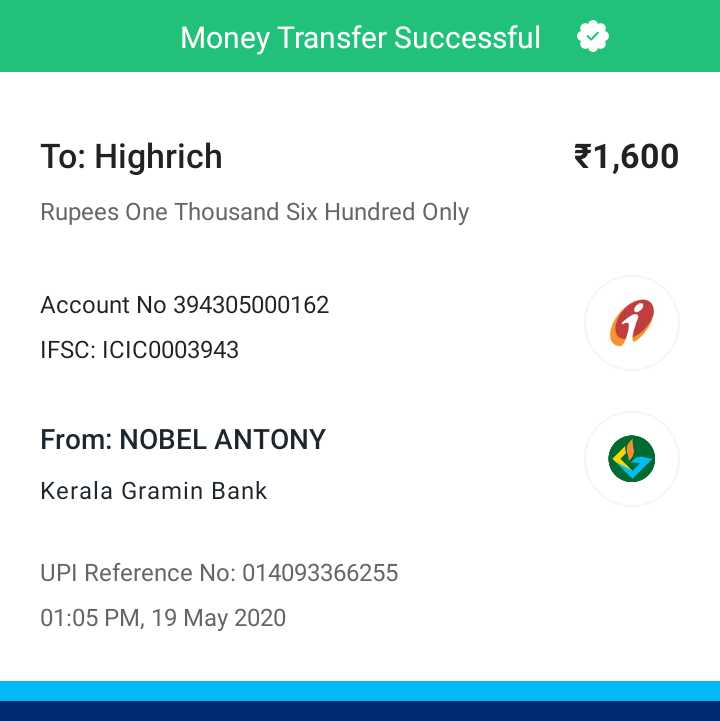 Money Transfer Successful
To: Highrich ₹1,600
Rupees One Thousand Six Hundred Only
Account No 394305000162
IFSC: ICIC0003943
From: NOBEL ANTONY
Kerala Gramin Bank
UPI Reference No: 014093366255
01:05 PM, 19 May 2020